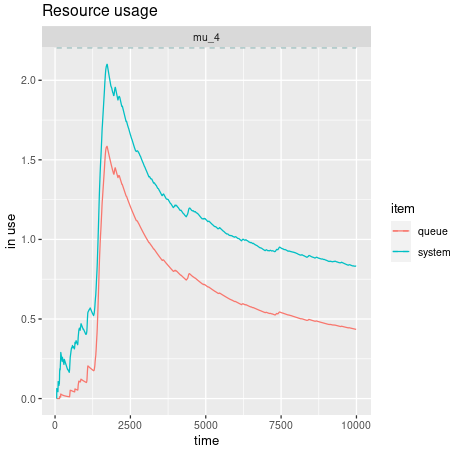 Resource usage
mu_4
in use
2.0
1.5
1.0
0.5
0.0
0
2500
5000
7500
10000
time
item
queue
system